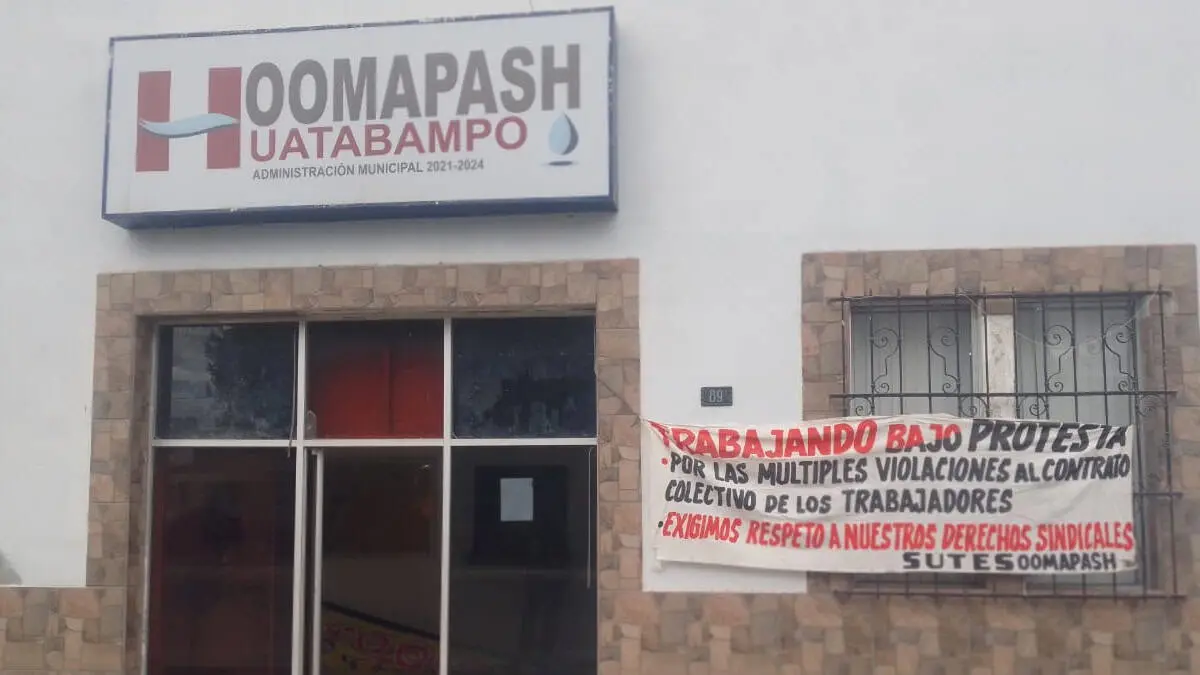 HOOMAPASH
HUATABAMPO
ADMINISTRACIÓN MUNICIPAL 2021-2024
89
TRABAJANDO BAJO PROTESTA
•POR LAS MULTIPLES VIOLACIONES AL CONTRATO
COLECTIVO DE LOS TRABAJADORES
•EXIGIMOS RESPETO A NUESTROS DERECHOS SINDICALES
SUTESOOMAPASH